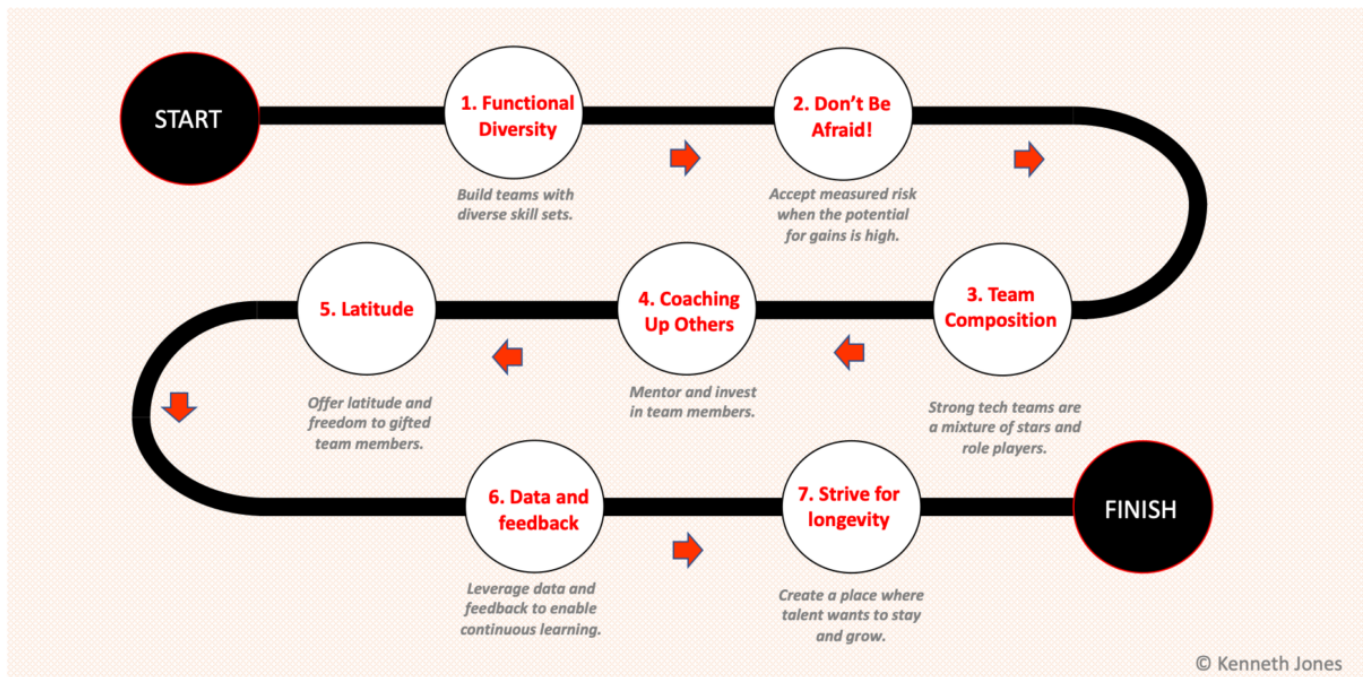 START
1. Functional
Diversity
Build teams with
diverse skill sets.
2. Don't Be
Afraid!
Accept measured risk
when the potential
for gains is high.
3. Team
Composition
Strong tech teams are
a mixture of stars and
role players.
4. Coaching
Up Others
Mentor and invest
in team members.
5. Latitude
Offer latitude and
freedom to gifted
team members.
6. Data and
feedback
Leverage data and
feedback to enable
continuous learning.
7. Strive for
longevity
Create a place where
talent wants to stay
and grow.
FINISH
© Kenneth Jones